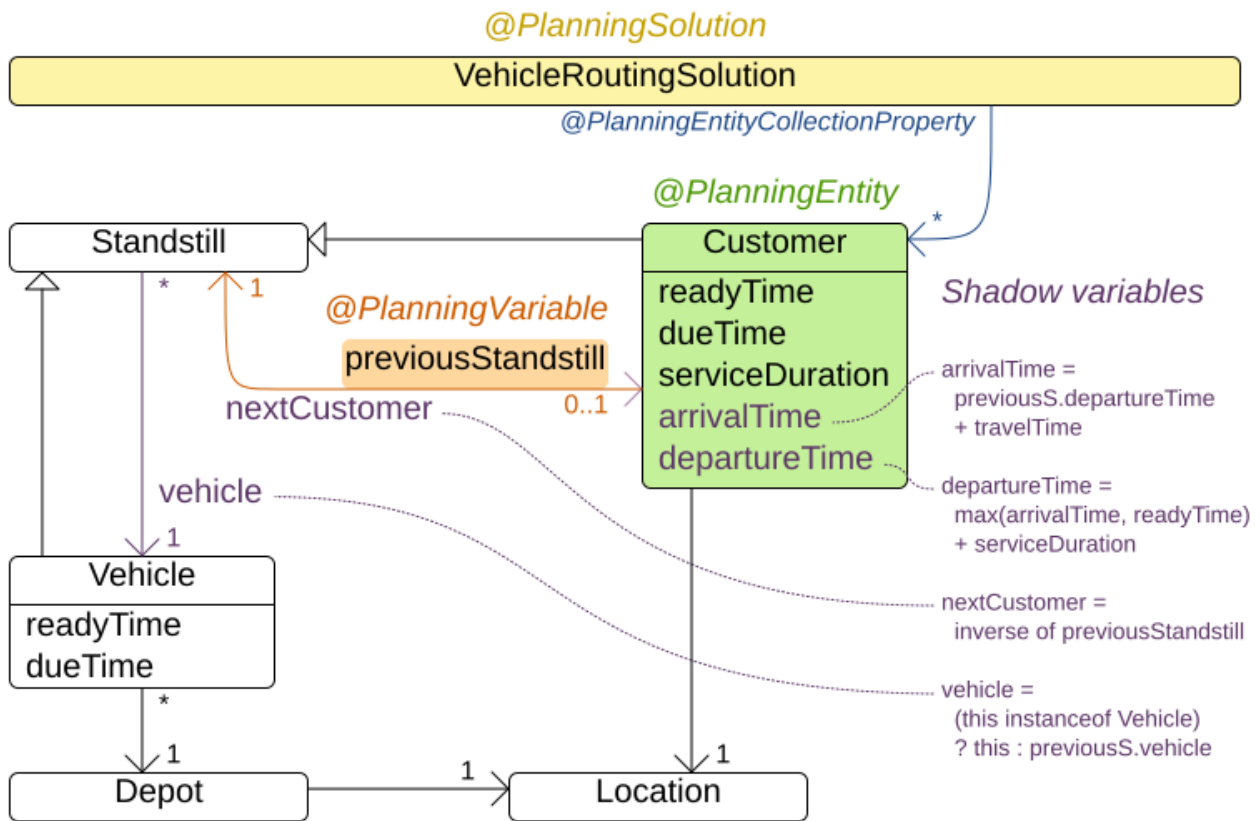 @PlanningSolution
VehicleRoutingSolution
@PlanningEntityCollectionProperty
@PlanningEntity
*
Standstill
Customer
*
1
@PlanningVariable
previousStandstill
0..1
nextCustomer
readyTime
dueTime
serviceDuration
arrivalTime
departureTime
Shadow variables
arrivalTime =
previousS.departureTime
+ travelTime
departureTime =
max(arrivalTime, readyTime)
+ serviceDuration
nextCustomer =
inverse of previousStandstill
vehicle =
(this instanceof Vehicle)
? this : previousS.vehicle
vehicle
1
Vehicle
readyTime
dueTime
*
1
Depot
1
1
Location